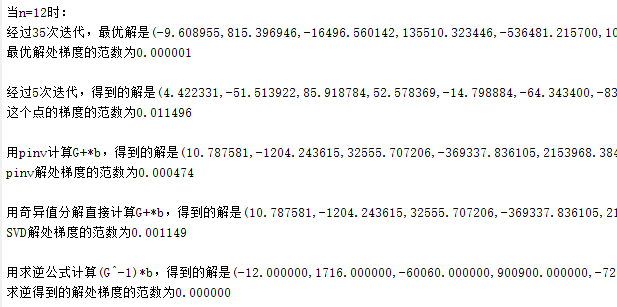 当n=12时：
经过35次迭代，最优解是(-9.608955,815.396946,-16496.560142,135510.323446,-536481.215700,10
最优解处梯度的范数为0.000001
经过5次迭代，得到的解是(4.422331,-51.513922,85.918784,52.578369,-14.798884,-64.343400,-83
这个点的梯度的范数为0.011496
用pinv计算G+*b，得到的解是(10.787581,-1204.243615,32555.707206,-369337.836105,2153968.384
pinv解处梯度的范数为0.000474
用奇异值分解直接计算G+*b，得到的解是(10.787581,-1204.243615,32555.707206,-369337.836105,21
SVD解处梯度的范数为0.001149
用求逆公式计算(G^-1)*b，得到的解是(-12.000000,1716.000000,-60060.000000,900900.000000,-72
求逆得到的解处梯度的范数为0.000000